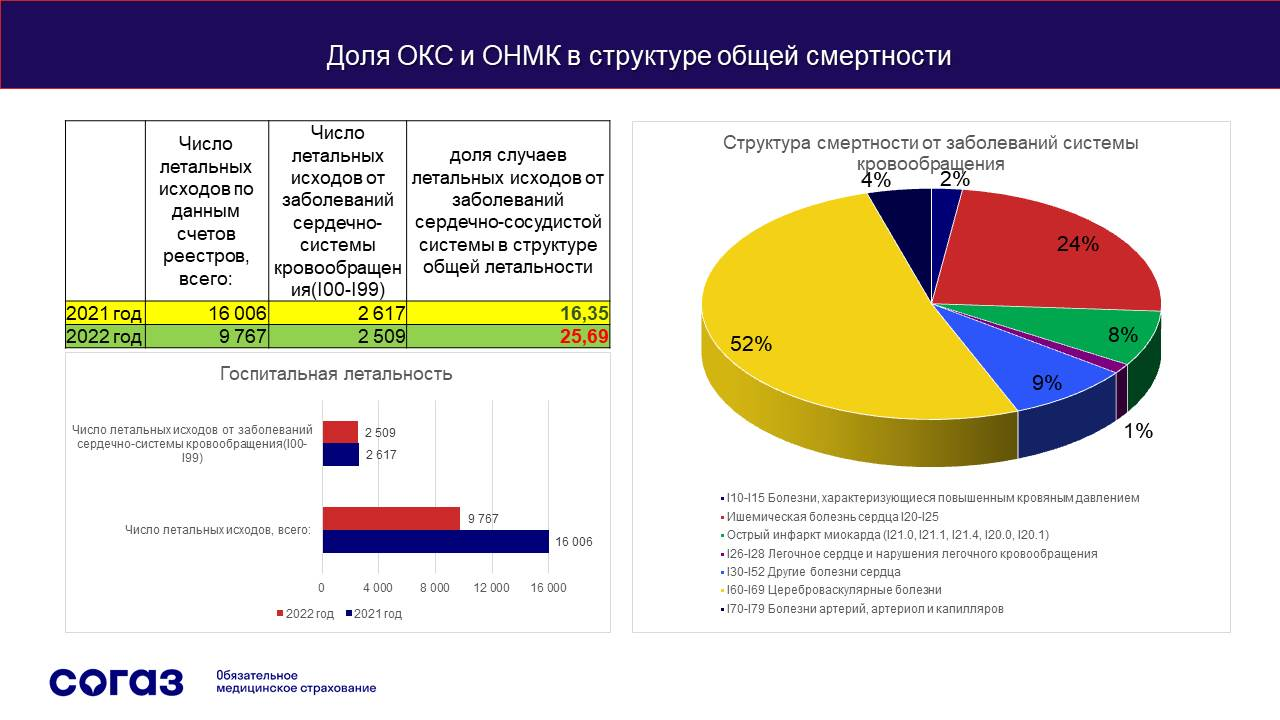 Доля ОКС и ОНМК в структуре общей смертности
Число
летальных
исходов по
данным
счетов
реестров,
всего:
Число
летальных
исходов от
заболеваний
сердечно-
системы
кровообращен
ия(I00-I99)
доля случаев
летальных исходов от
заболеваний
сердечно-сосудистой
системы в структуре
общей летальности
2021 год 16 006 2 617 16,35
2022 год 9 767 2 509 25,69
Госпитальная летальность
Число летальных исходов от заболеваний
сердечно-системы кровообращения(I00-
I99)
2 509
2 617
Число летальных исходов, всего:
9 767
16 006
0 4 000 8 000 12 000 16 000
2022 год 2021 год
Структура смертности от заболеваний системы
кровообращения
4% 2%
24%
8%
52%
9%
1%
I10-I15 Болезни, характеризующиеся повышенным кровяным давлением
Ишемическая болезнь сердца I20-I25
Острый инфаркт миокарда (I21.0, I21.1, I21.4, I20.0, I20.1)
I26-I28 Легочное сердце и нарушения легочного кровообращения
I30-I52 Другие болезни сердца
I60-I69 Цереброваскулярные болезни
I70-I79 Болезни артерий, артериол и капилляров
согаз
Обязательное
медицинское страхование